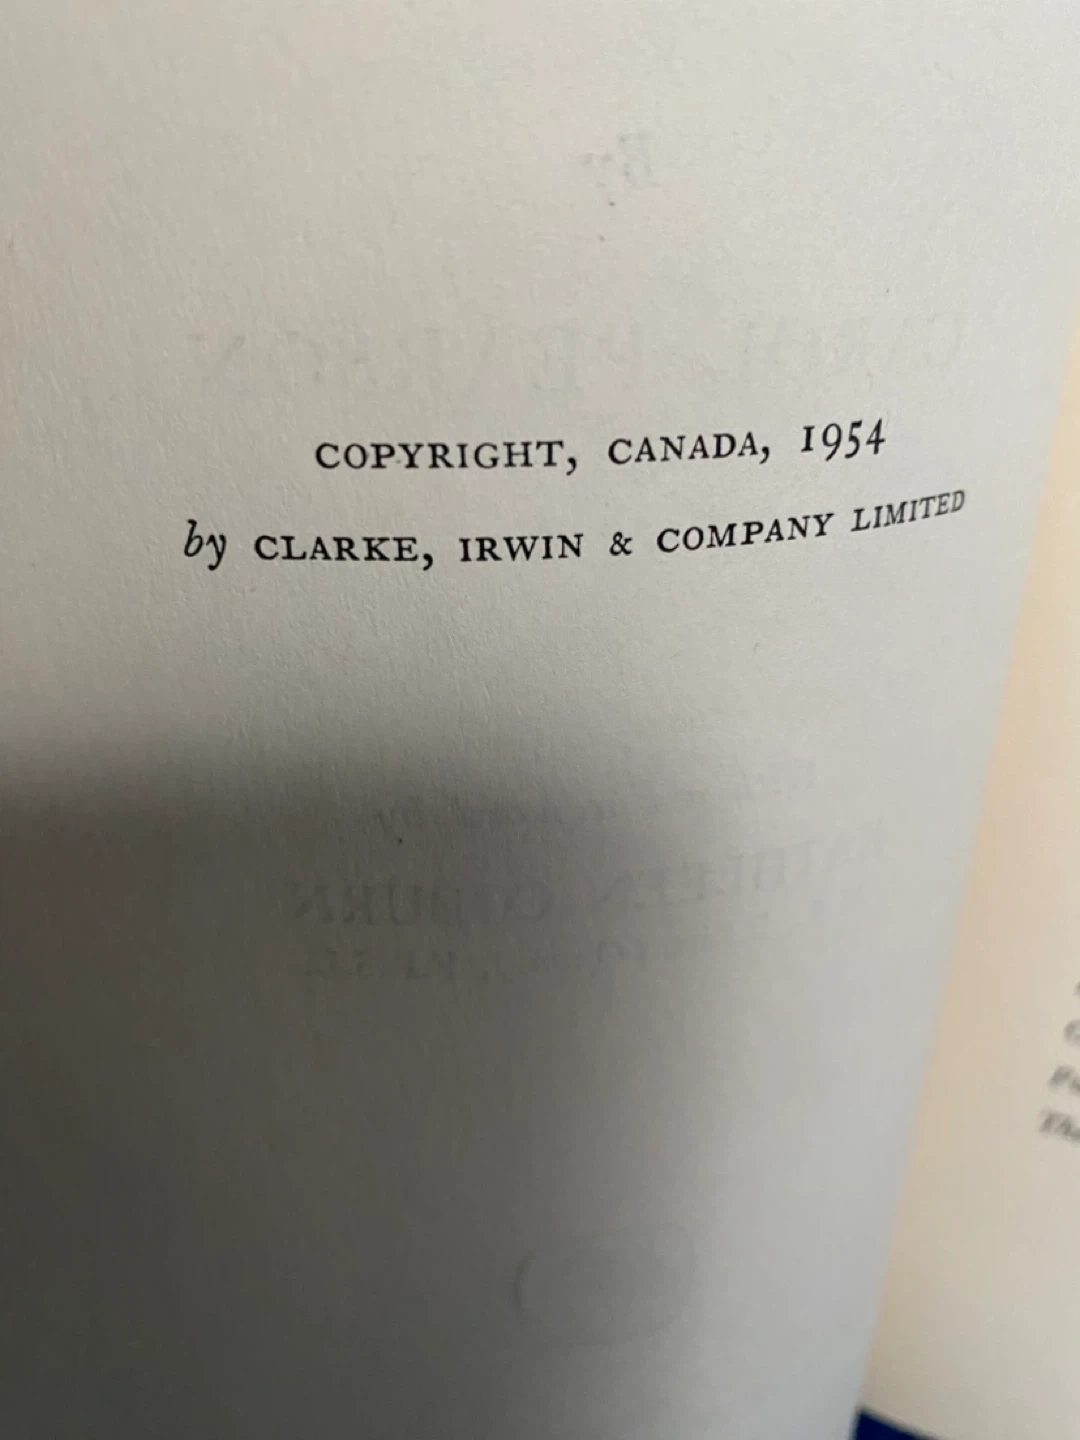 COPYRIGHT, CANADA, 1954
by CLARKE, IRWIN & COMPANY LIMITED